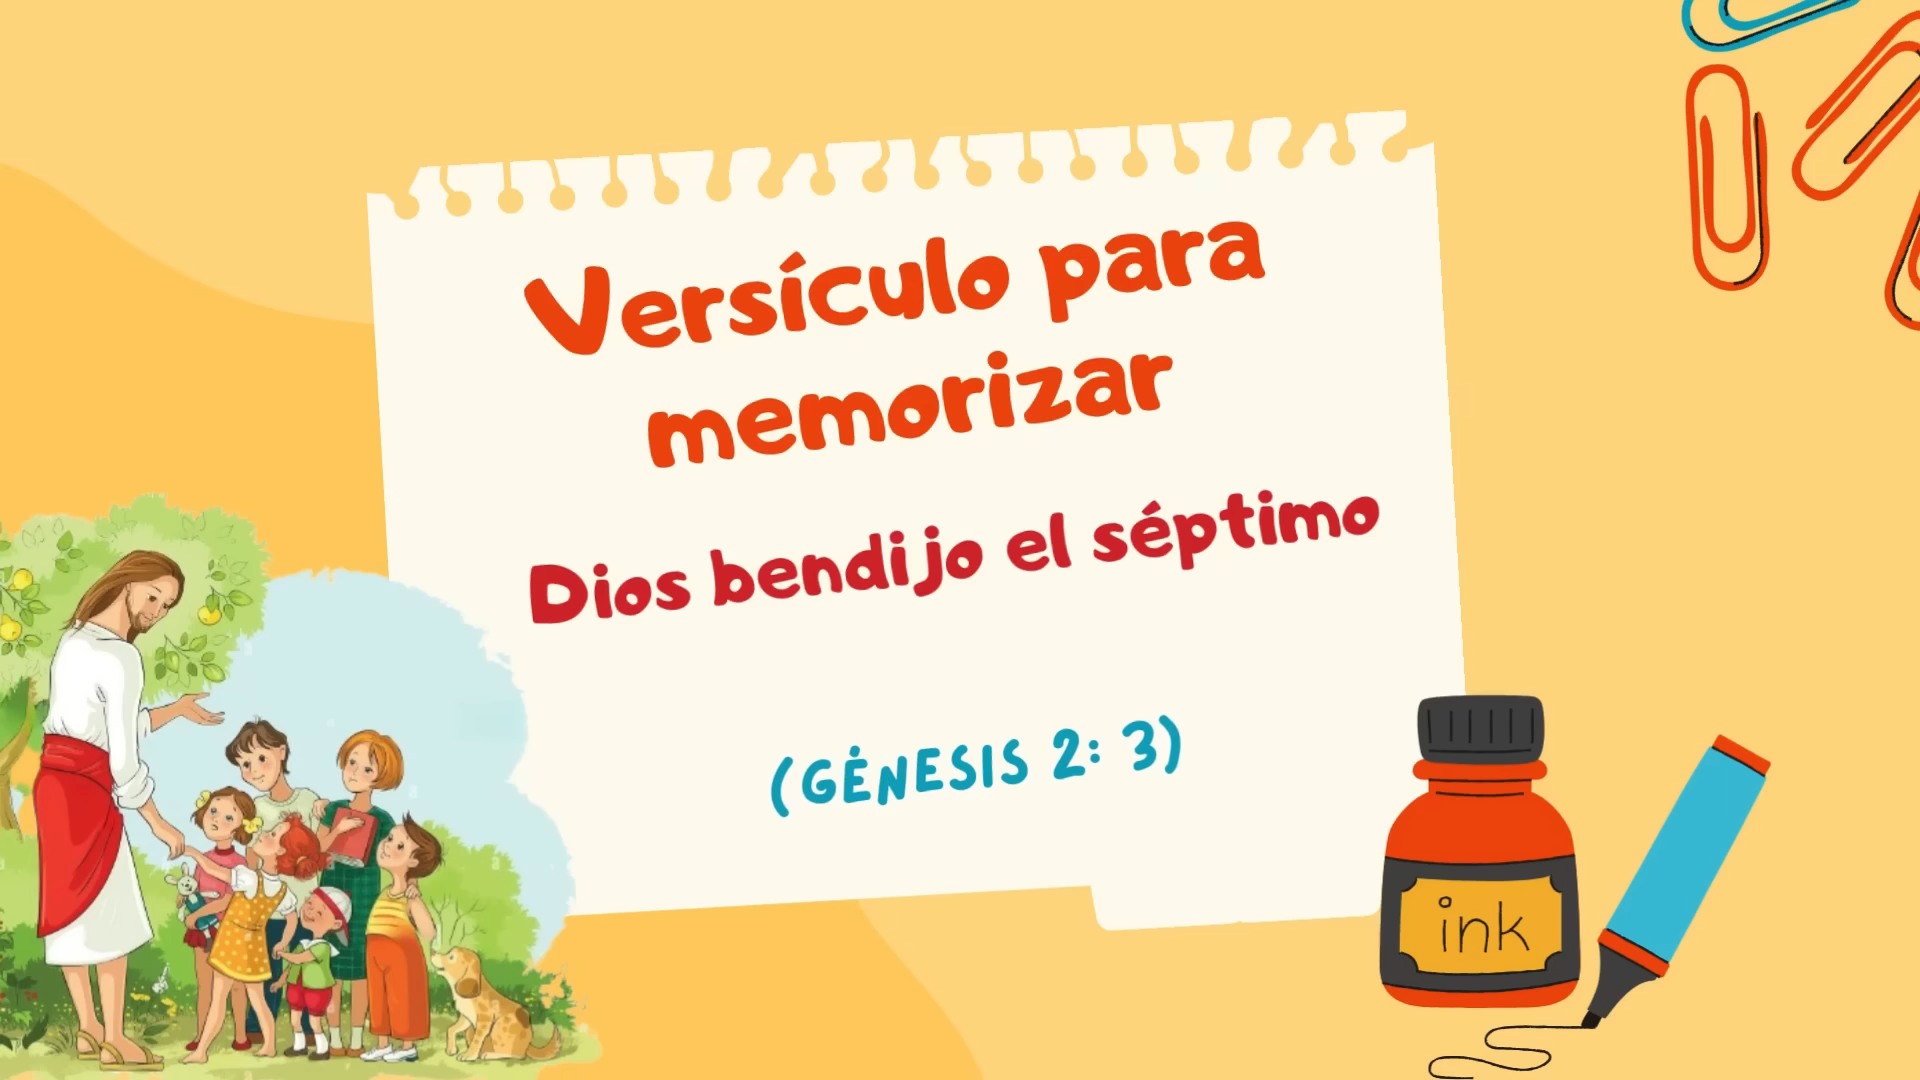 Versículo para
memorizar
Dios bendijo el séptimo
(GÉNESIS 2: 3)
ink